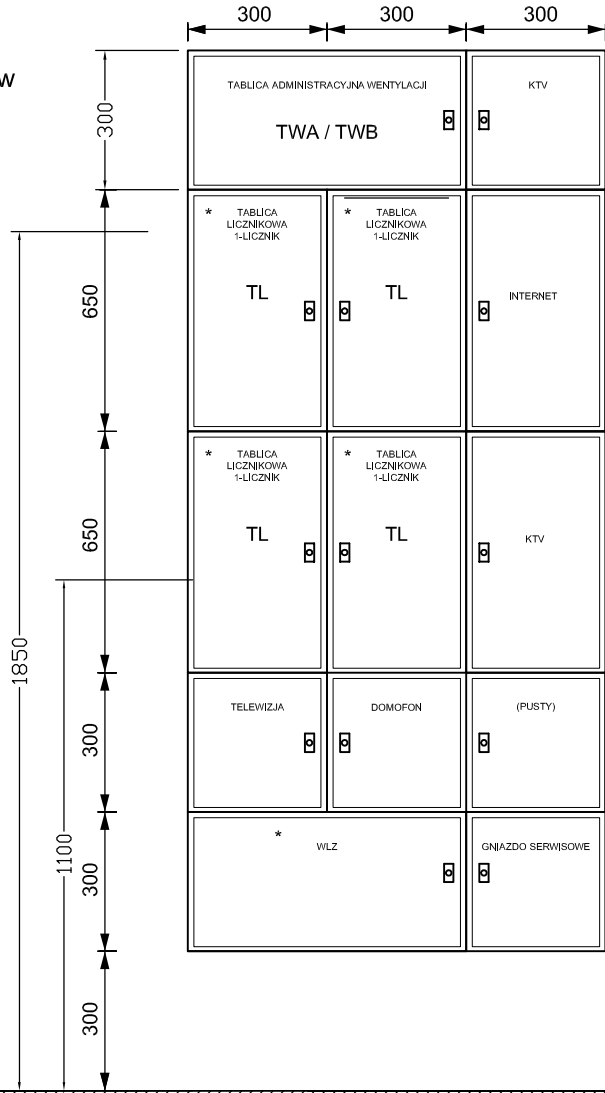 300 300 300
w
TABLICA ADMINISTRACYJNA WENTYLACJI
TWA / TWB
KTV
300
* TABLICA
LICZNIKOWA
1-LICZNIK
TL
* TABLICA
LICZNIKOWA
1-LICZNIK
TL
INTERNET
650
* TABLICA
LICZNIKOWA
1-LICZNIK
TL
* TABLICA
LICZNIKOWA
1-LICZNIK
TL
KTV
650
1850
TELEWIZJA
DOMOFON
(PUSTY)
300
*
WLZ
GNIAZDO SERWISOWE
300
1100
300